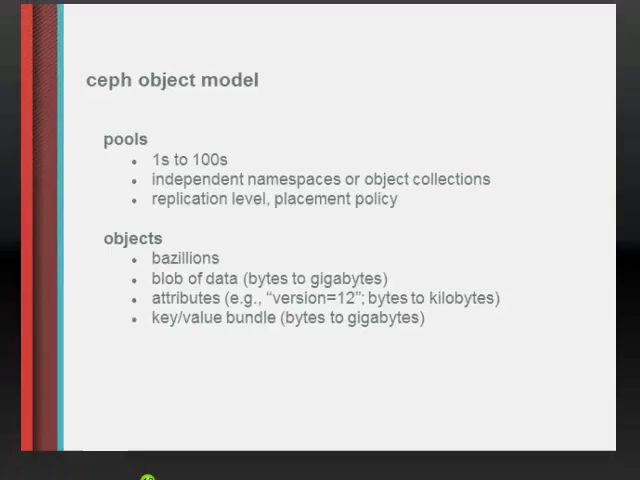 ceph object model
pools
• 1s to 100s
• independent namespaces or object collections
• replication level, placement policy
objects
• bazillions
• blob of data (bytes to gigabytes)
• attributes (e.g., “version=12”; bytes to kilobytes)
• key/value bundle (bytes to gigabytes)